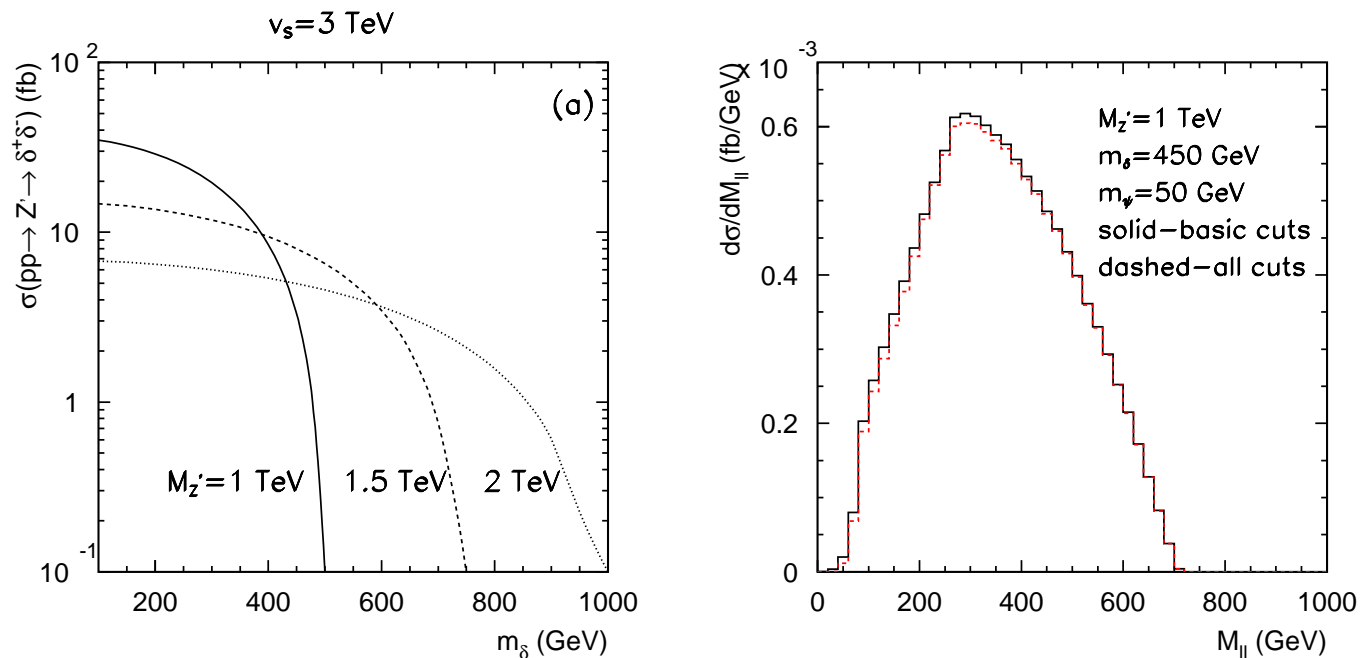 v_s=3 TeV
σ(pp→ Z'→ δ⁺δ⁻) (fb)
10²
10
1
10⁻¹
(a)
M_Z'=1 TeV
1.5 TeV
2 TeV
200
400
600
800
1000
m_δ (GeV)
x 10⁻³
dσ/dM_ll (fb/GeV)
0.6
0.4
0.2
0
M_Z'=1 TeV
m_δ=450 GeV
m_ψ=50 GeV
solid–basic cuts
dashed–all cuts
0
200
400
600
800
1000
M_ll (GeV)